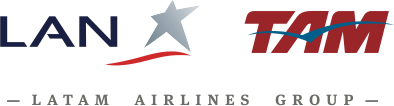 LAN TAM
— LATAM AIRLINES GROUP —